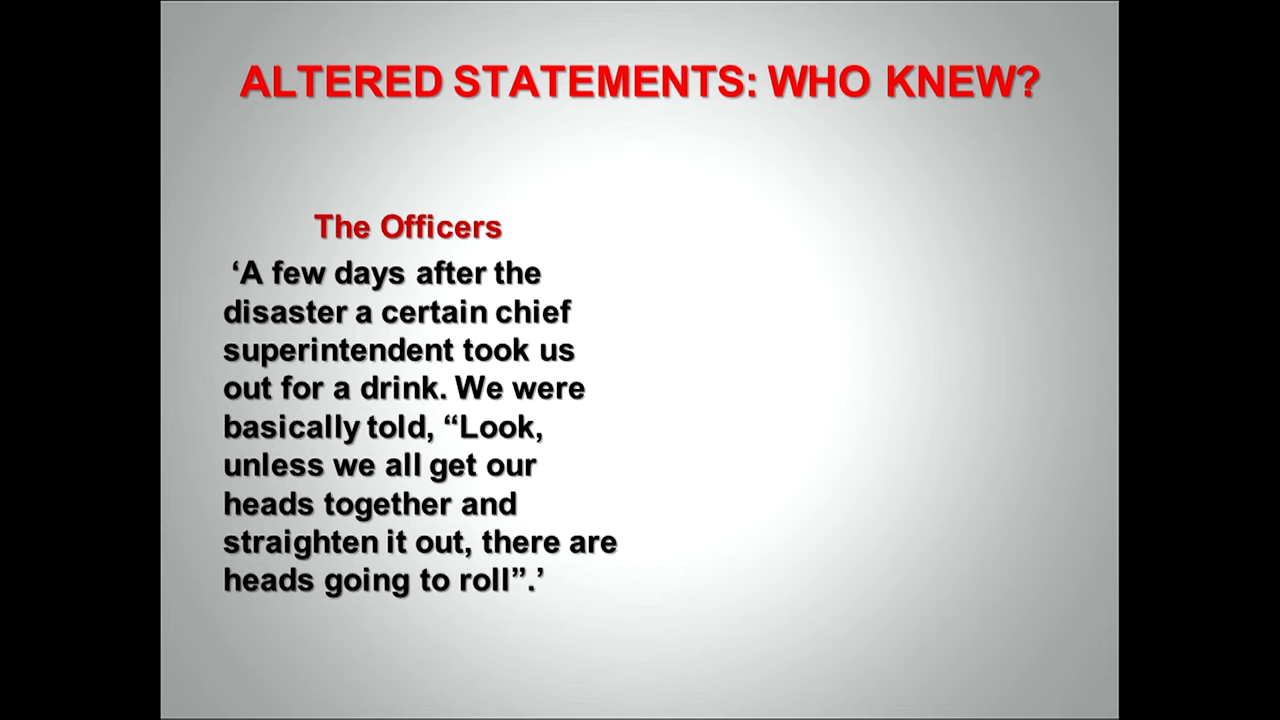 ALTERED STATEMENTS: WHO KNEW?
The Officers
‘A few days after the
disaster a certain chief
superintendent took us
out for a drink. We were
basically told, “Look,
unless we all get our
heads together and
straighten it out, there are
heads going to roll”.’